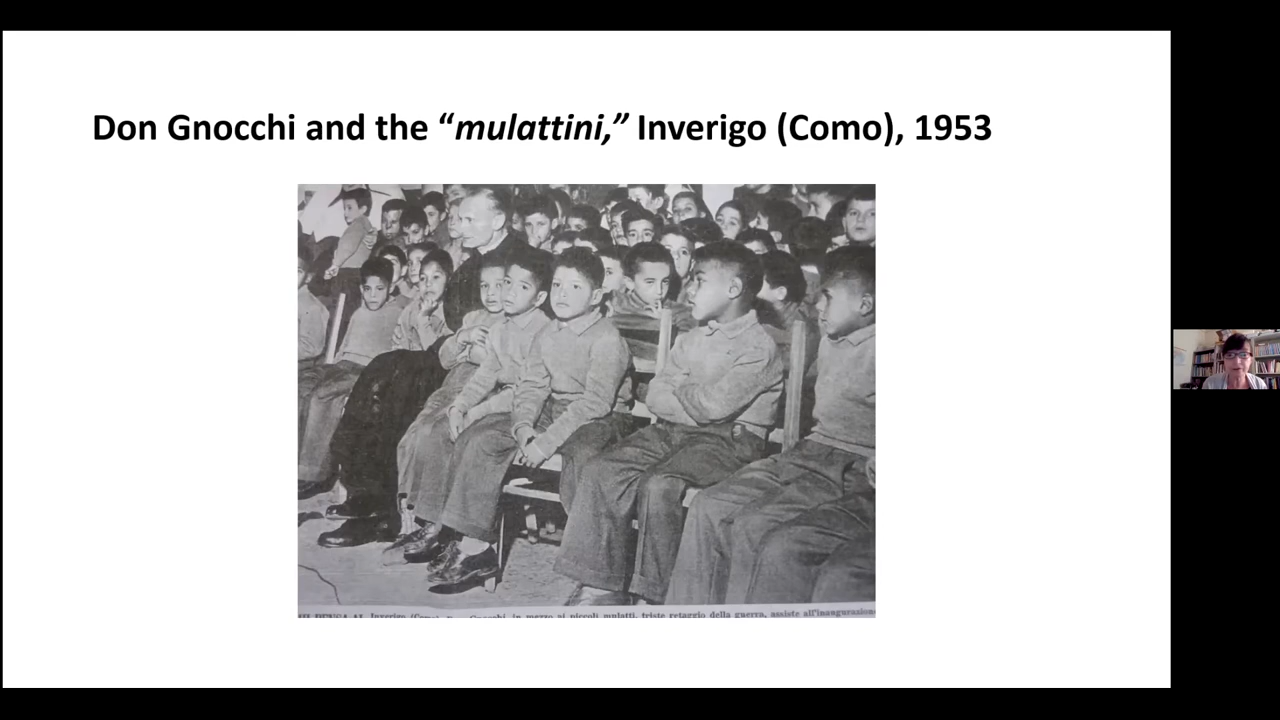 Don Gnocchi and the “mulattini,” Inverigo (Como), 1953
Inverigo (Como). Gnocchi, in mezzo ai piccoli mulatti, triste retaggio della guerra, assiste all'inaugurazione